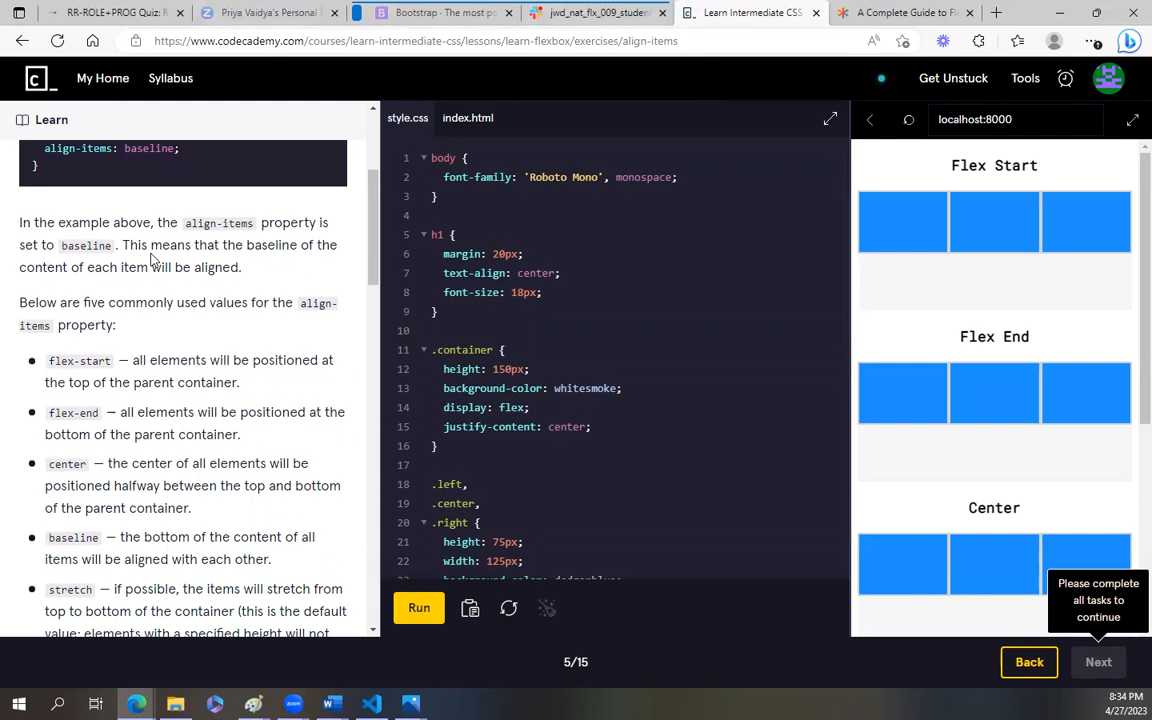 RR-ROLE+PROG Quiz: R
Priya Vaidya's Personal
Bootstrap - The most po
jwd_nat_flx_009_studen
Learn Intermediate CSS
A Complete Guide to Fl
https://www.codecademy.com/courses/learn-intermediate-css/lessons/learn-flexbox/exercises/align-items
My Home
Syllabus
Get Unstuck
Tools
Learn
style.css
index.html
localhost:8000
align-items: baseline;
}
In the example above, the align-items property is
set to baseline. This means that the baseline of the
content of each item will be aligned.
Below are five commonly used values for the align-
items property:
flex-start — all elements will be positioned at
the top of the parent container.
flex-end — all elements will be positioned at the
bottom of the parent container.
center — the center of all elements will be
positioned halfway between the top and bottom
of the parent container.
baseline — the bottom of the content of all
items will be aligned with each other.
stretch — if possible, the items will stretch from
top to bottom of the container (this is the default
value; elements with a specified height will not
1 body {
2 font-family: 'Roboto Mono', monospace;
3 }
4
5 h1 {
6 margin: 20px;
7 text-align: center;
8 font-size: 18px;
9 }
10
11 .container {
12 height: 150px;
13 background-color: whitesmoke;
14 display: flex;
15 justify-content: center;
16 }
17
18 .left,
19 .center,
20 .right {
21 height: 75px;
22 width: 125px;
Flex Start
Flex End
Center
Please complete
all tasks to
continue
Run
5/15
Back
Next
8:34 PM
4/27/2023